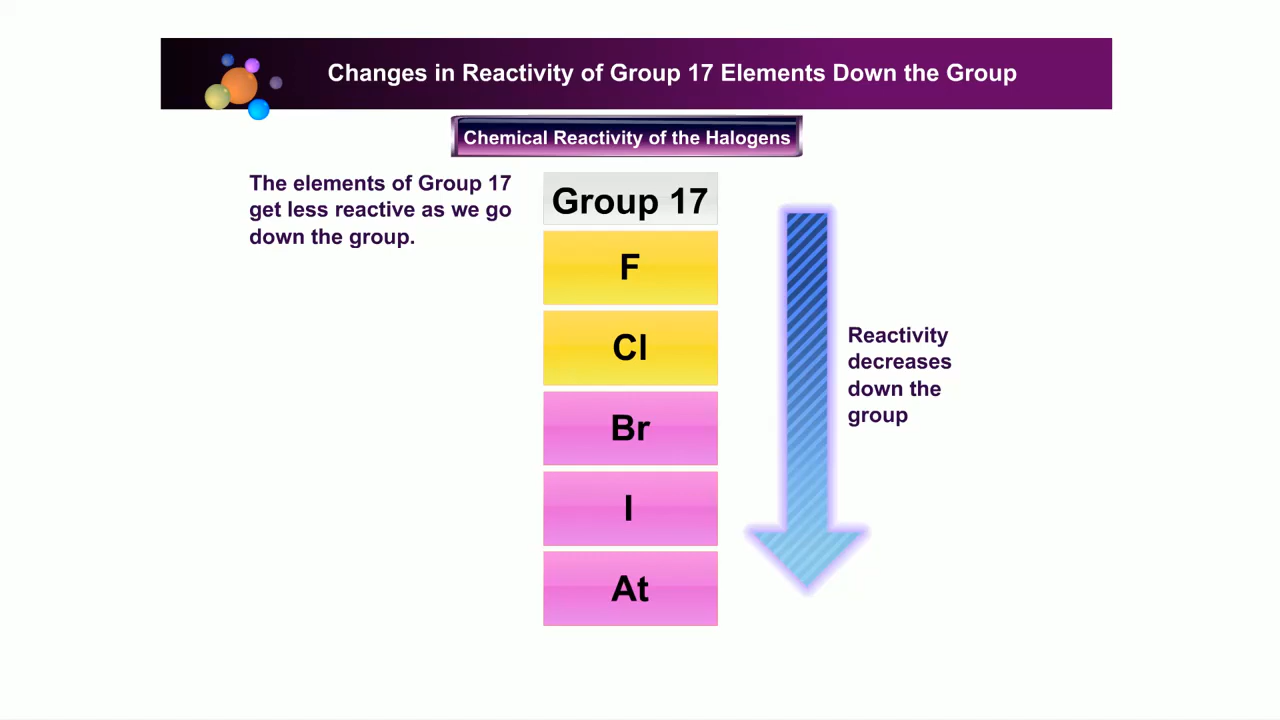 Changes in Reactivity of Group 17 Elements Down the Group
Chemical Reactivity of the Halogens
The elements of Group 17
get less reactive as we go
down the group.
Group 17
F
Cl
Br
I
At
Reactivity
decreases
down the
group